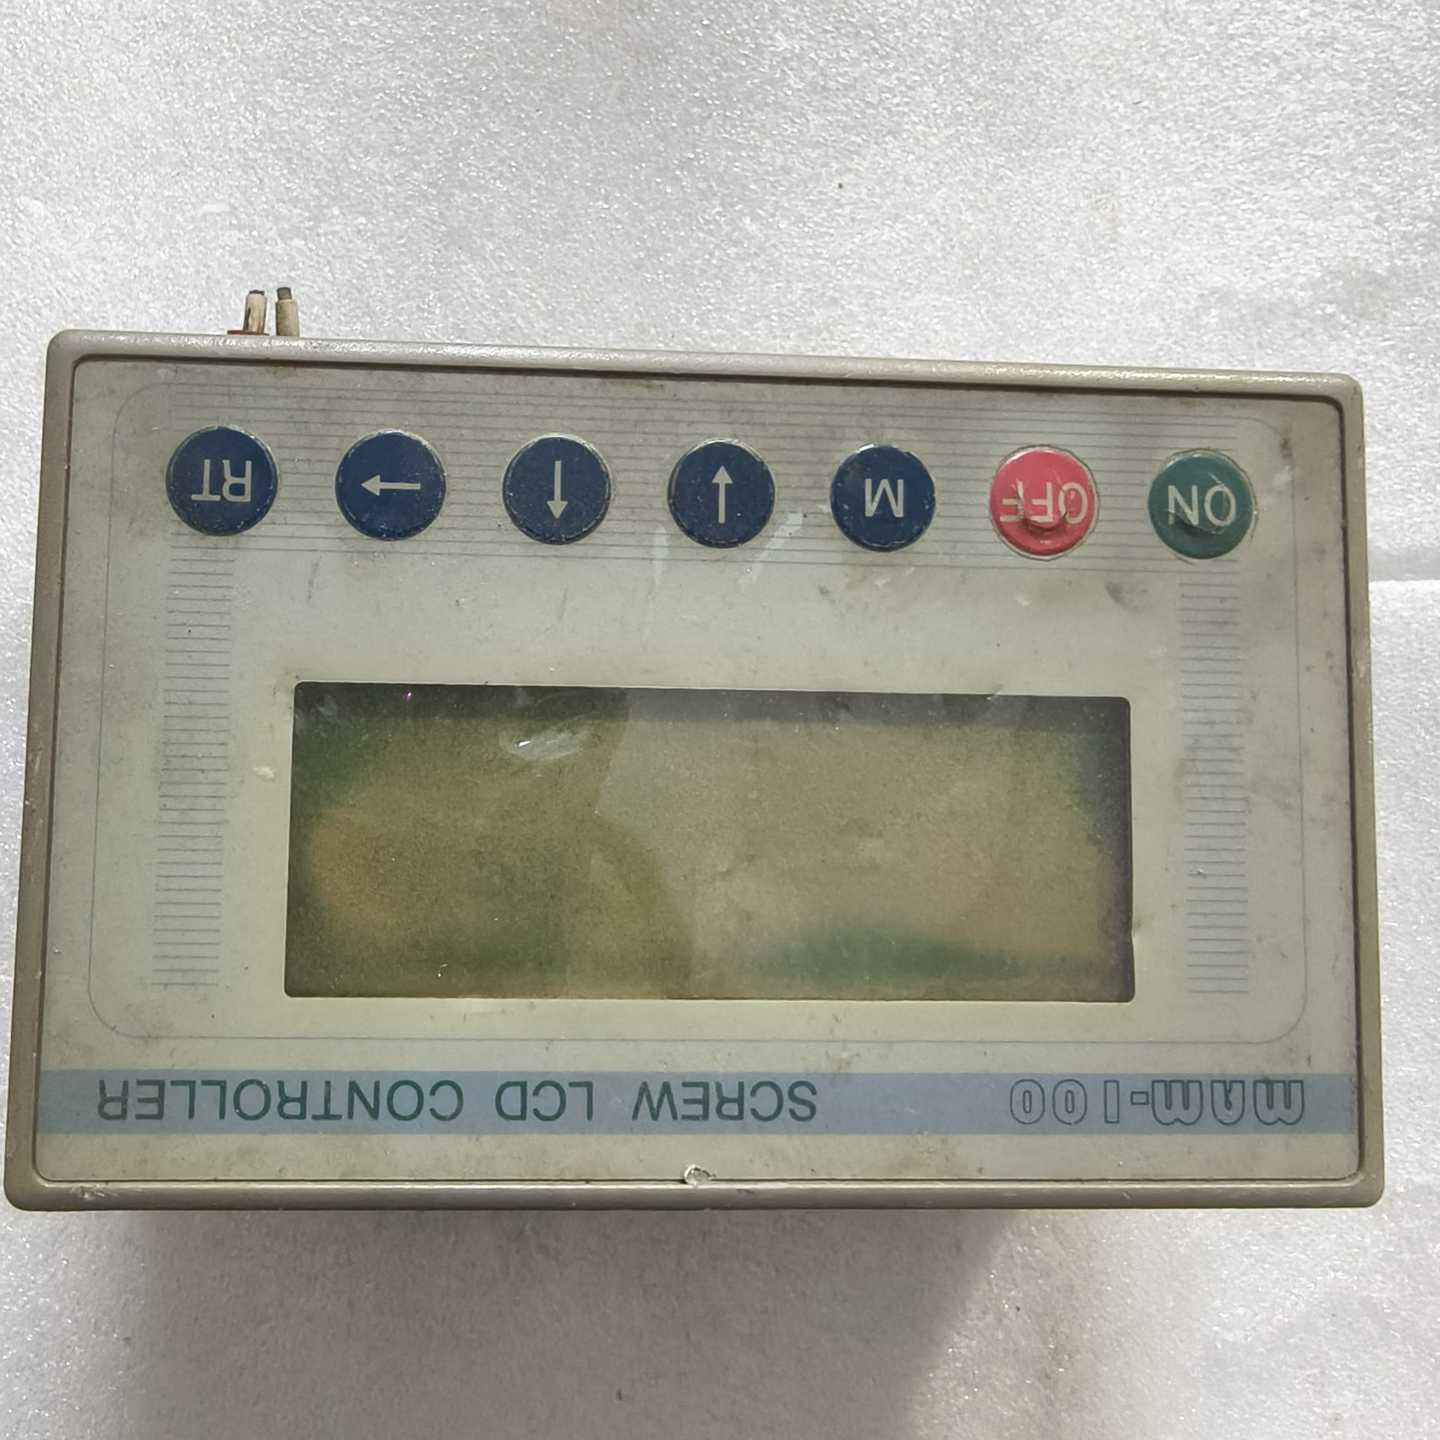 MAM-100 SCREW LCD CONTROLLER
ON OFF M ↓ ↑ → RT